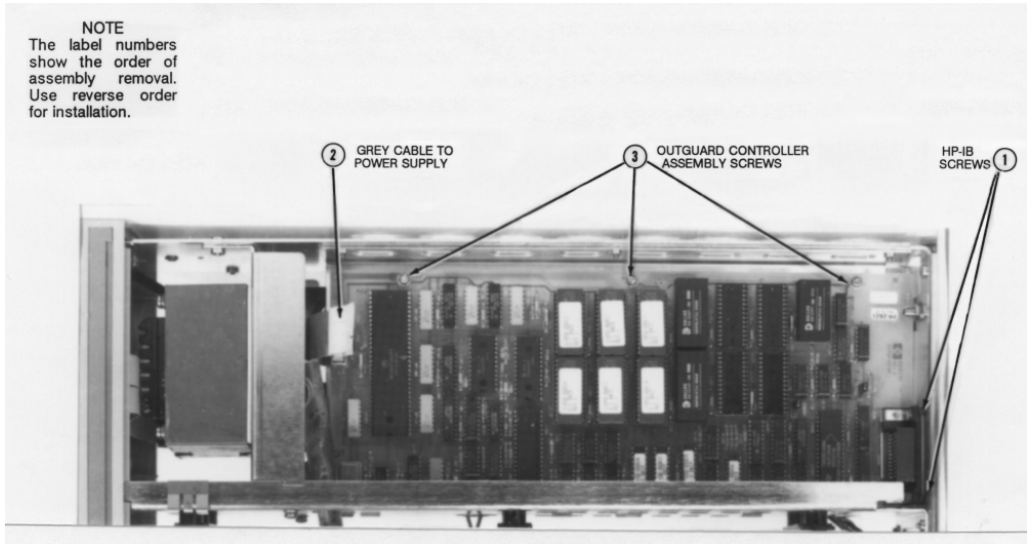 NOTE
The label numbers
show the order of
assembly removal.
Use reverse order
for installation.
2 GREY CABLE TO
POWER SUPPLY
3 OUTGUARD CONTROLLER
ASSEMBLY SCREWS
HP-IB
SCREWS 1